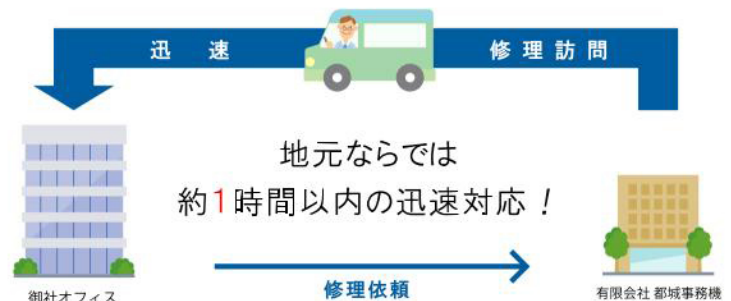 迅速
修理訪問
地元ならでは
約1時間以内の迅速対応！
修理依頼
御社オフィス
有限会社 都城事務機